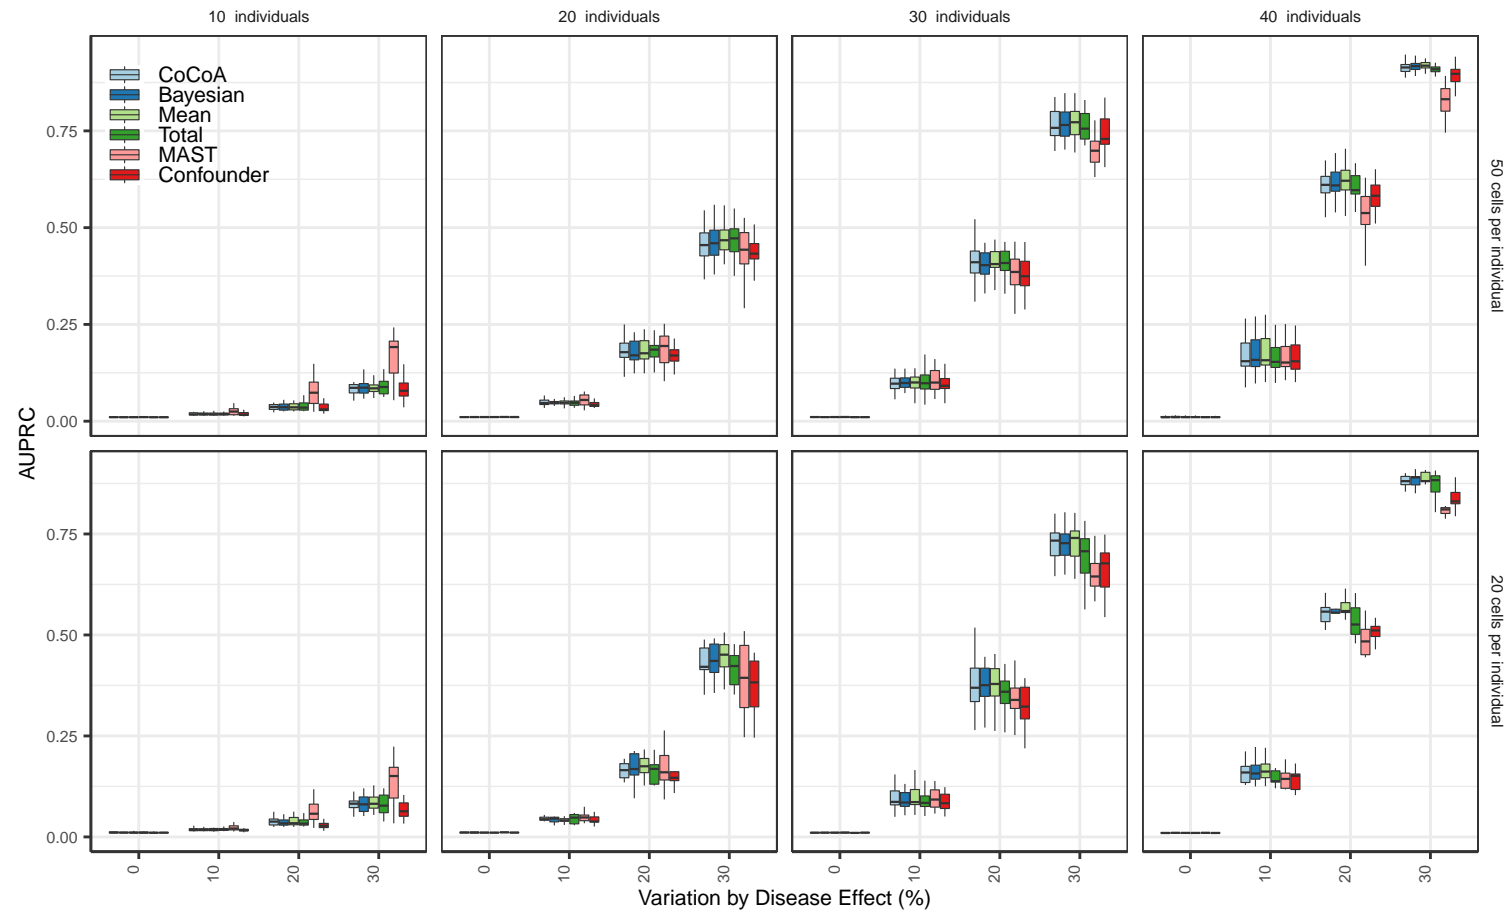 10 individuals
20 individuals
30 individuals
40 individuals
CoCoA
Bayesian
Mean
Total
MAST
Confounder
0.75
0.50
0.25
0.00
50 cells per individual
AUPRC
0.75
0.50
0.25
0.00
20 cells per individual
0 10 20 30
0 10 20 30
0 10 20 30
0 10 20 30
Variation by Disease Effect (%)